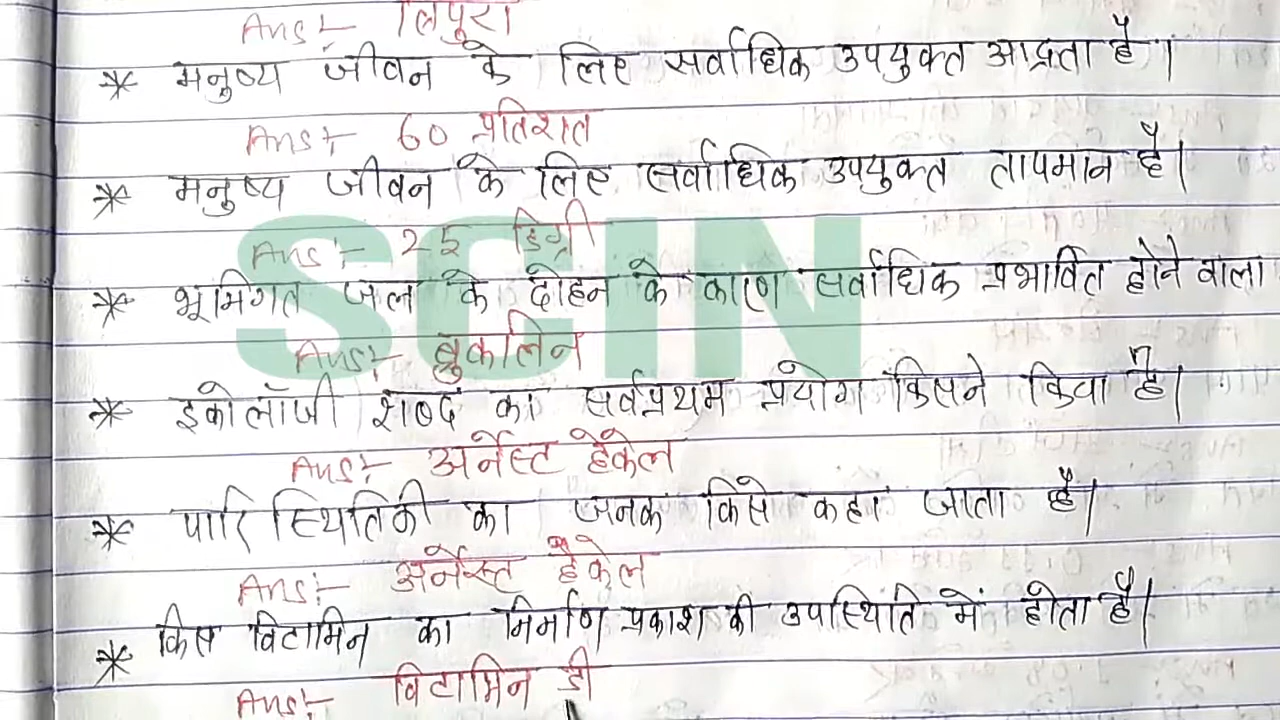 Ans:- त्रिपुरा
* मनुष्य जीवन के लिए सर्वाधिक उपयुक्त आद्रता है।
Ans:- 60 प्रतिशत
* मनुष्य जीवन के लिए सर्वाधिक उपयुक्त तापमान है।
Ans:- 25 डिग्री
* भूमिगत जल के दोहन के कारण सर्वाधिक प्रभावित होने वाला
SCIN
Ans:- ब्रुकलिन
* इकोलॉजी शब्द का सर्वप्रथम प्रयोग किसने किया है।
Ans:- अर्नेस्ट हेकेल
* पारिस्थितिकी का जनक किसे कहा जाता है।
Ans:- अर्नेस्ट हैकेल
* किस विटामिन का निर्माण प्रकाश की उपस्थिति में होता है।
Ans:- विटामिन डी